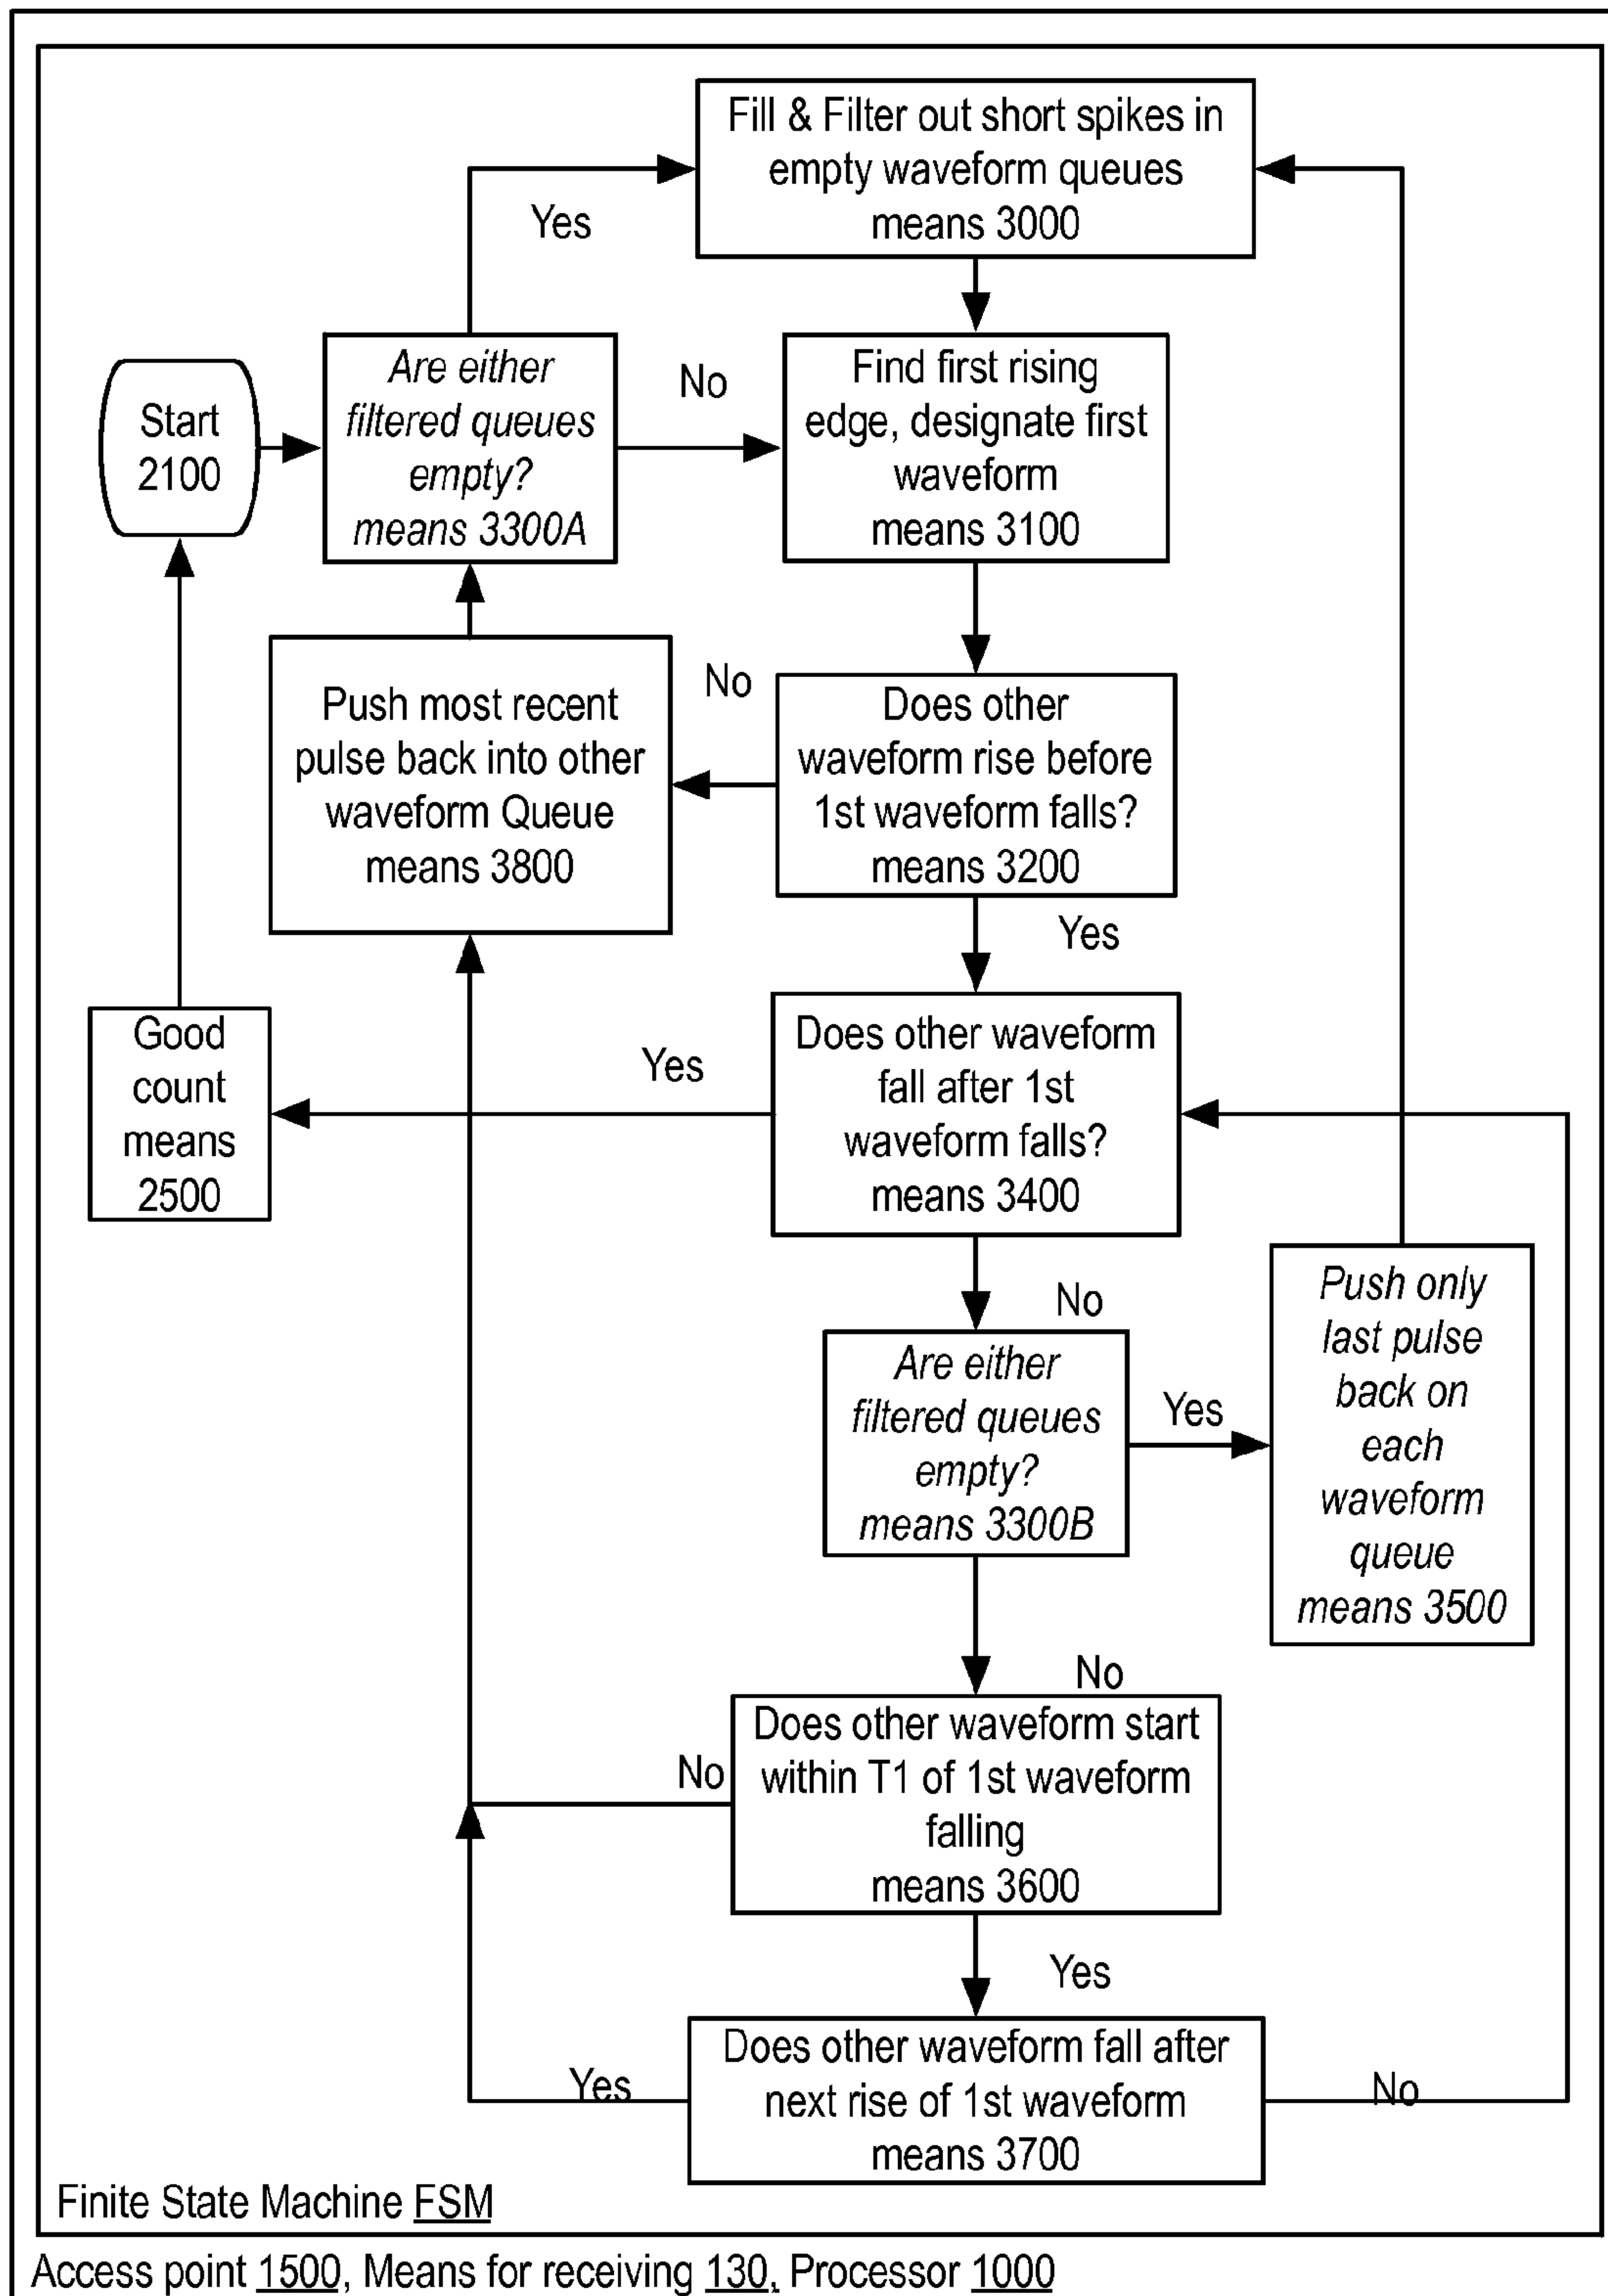 Fill & Filter out short spikes in
empty waveform queues
means 3000
Yes
Start
2100
Are either
filtered queues
empty?
means 3300A
No
Find first rising
edge, designate first
waveform
means 3100
Push most recent
pulse back into other
waveform Queue
means 3800
No
Does other
waveform rise before
1st waveform falls?
means 3200
Yes
Good
count
means
2500
Yes
Does other waveform
fall after 1st
waveform falls?
means 3400
No
Are either
filtered queues
empty?
means 3300B
Yes
Push only
last pulse
back on
each
waveform
queue
means 3500
No
Does other waveform start
within T1 of 1st waveform
falling
means 3600
No
Yes
Does other waveform fall after
next rise of 1st waveform
means 3700
Yes
No
Finite State Machine FSM
Access point 1500, Means for receiving 130, Processor 1000